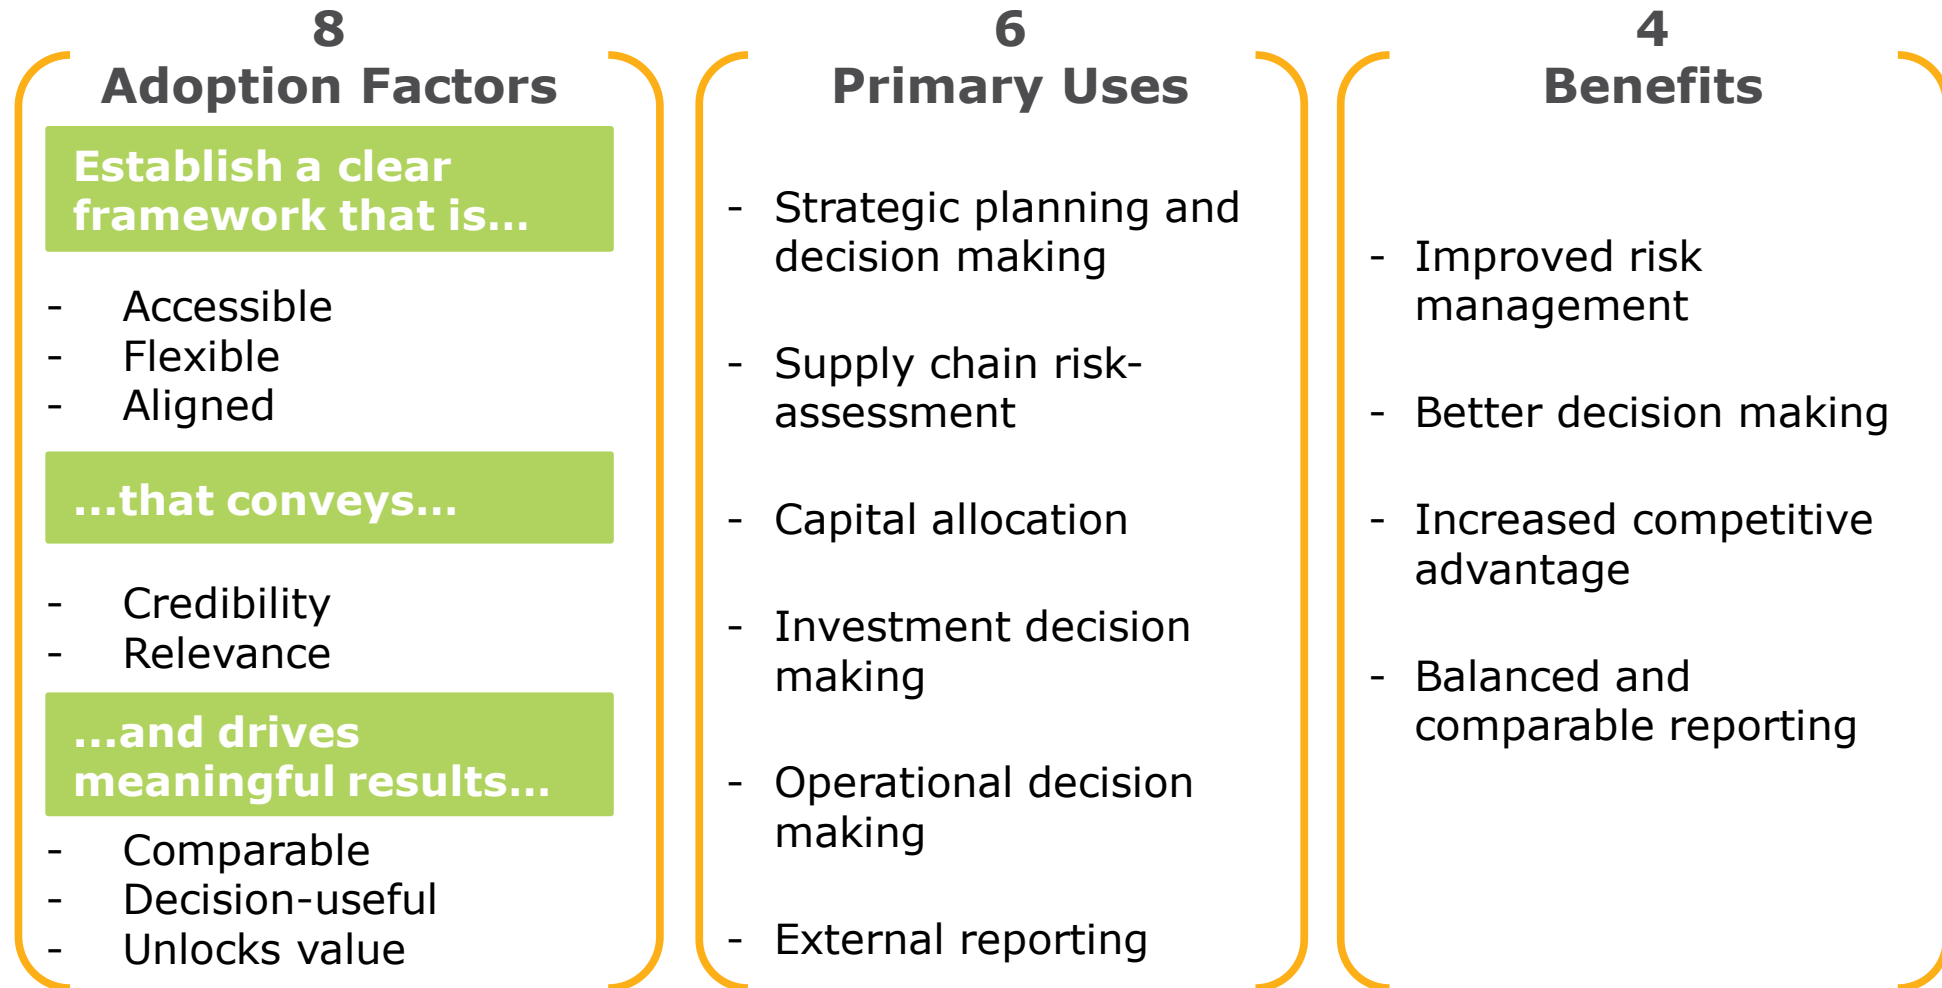 8
Adoption Factors
Establish a clear
framework that is...
- Accessible
- Flexible
- Aligned
...that conveys...
- Credibility
- Relevance
...and drives
meaningful results...
- Comparable
- Decision-useful
- Unlocks value
6
Primary Uses
- Strategic planning and
decision making
- Supply chain risk-
assessment
- Capital allocation
- Investment decision
making
- Operational decision
making
- External reporting
4
Benefits
- Improved risk
management
- Better decision making
- Increased competitive
advantage
- Balanced and
comparable reporting